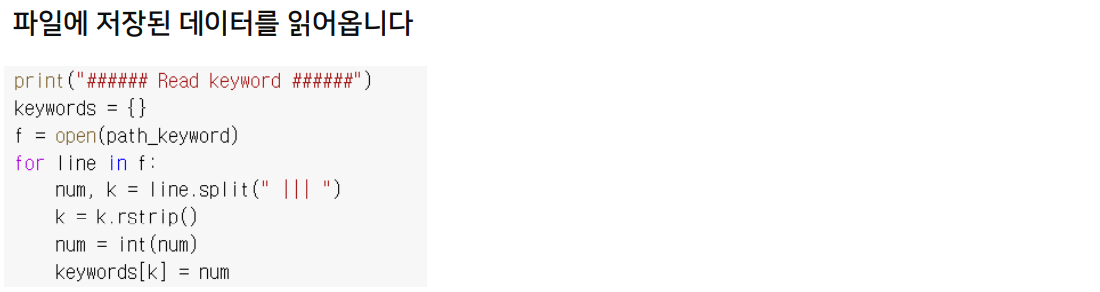 파일에 저장된 데이터를 읽어옵니다
print("###### Read keyword ######")
keywords = {}
f = open(path_keyword)
for line in f:
    num, k = line.split(" ||| ")
    k = k.rstrip()
    num = int(num)
    keywords[k] = num